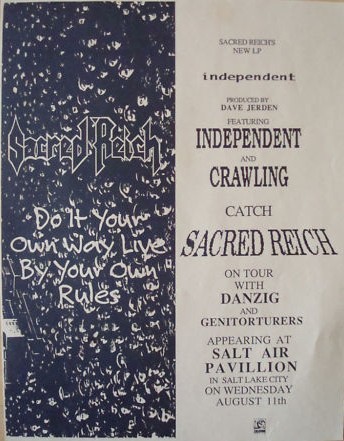 Sacred Reich
Do It Your
Own Way, Live
By Your Own
Rules
SACRED REICH'S
NEW LP
independent
PRODUCED BY
DAVE JERDEN
FEATURING
INDEPENDENT
AND
CRAWLING
CATCH
SACRED REICH
ON TOUR
WITH
DANZIG
AND
GENITORTURERS
APPEARING AT
SALT AIR
PAVILLION
IN SALT LAKE CITY
ON WEDNESDAY
AUGUST 11th